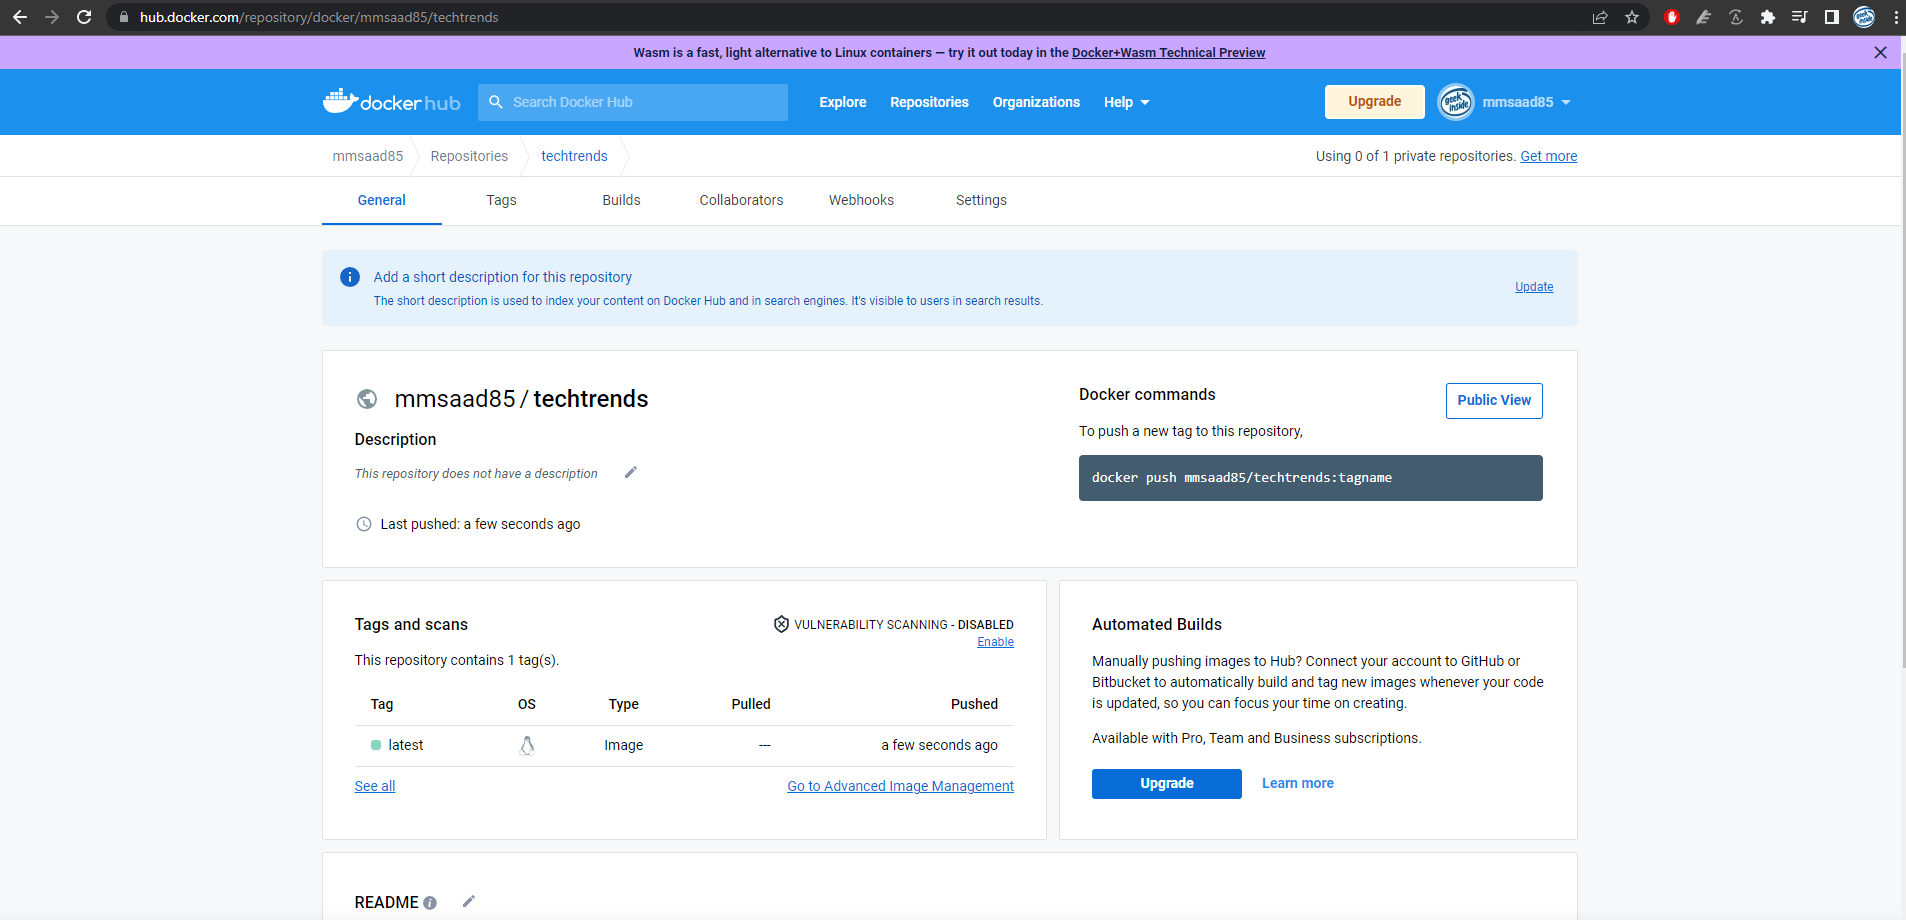 hub.docker.com/repository/docker/mmsaad85/techtrends
Wasm is a fast, light alternative to Linux containers — try it out today in the Docker+Wasm Technical Preview
dockerhub Search Docker Hub Explore Repositories Organizations Help Upgrade geek inside mmsaad85
mmsaad85 Repositories techtrends Using 0 of 1 private repositories. Get more
General Tags Builds Collaborators Webhooks Settings
Add a short description for this repository
The short description is used to index your content on Docker Hub and in search engines. It's visible to users in search results.
Update
mmsaad85 / techtrends
Description
This repository does not have a description
Last pushed: a few seconds ago
Docker commands
Public View
To push a new tag to this repository,
docker push mmsaad85/techtrends:tagname
Tags and scans
VULNERABILITY SCANNING - DISABLED
Enable
This repository contains 1 tag(s).
Tag OS Type Pulled Pushed
latest Image --- a few seconds ago
See all Go to Advanced Image Management
Automated Builds
Manually pushing images to Hub? Connect your account to GitHub or
Bitbucket to automatically build and tag new images whenever your code
is updated, so you can focus your time on creating.
Available with Pro, Team and Business subscriptions.
Upgrade Learn more
README